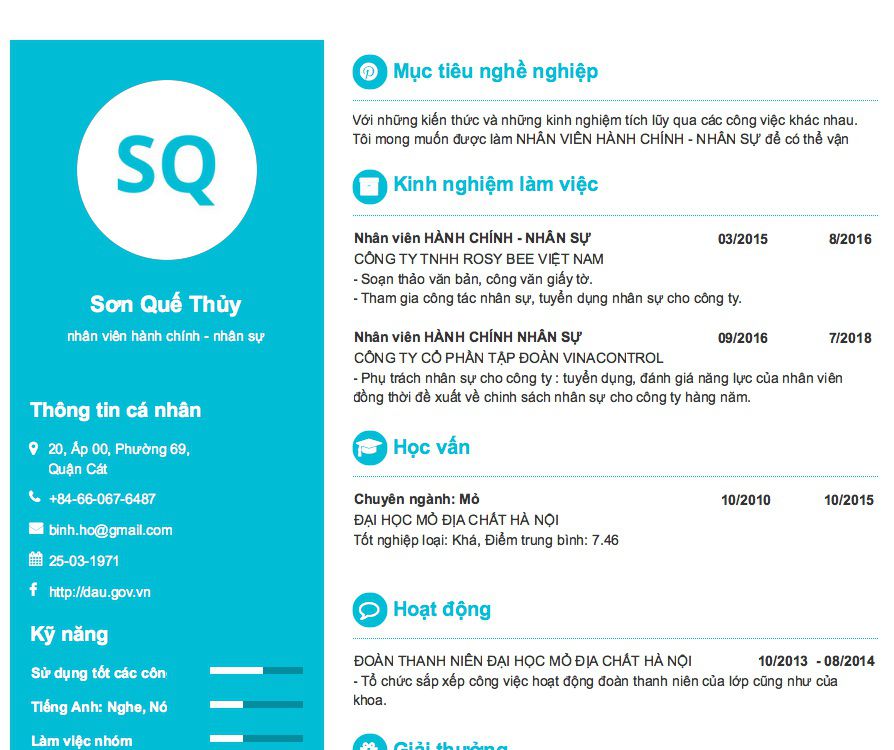 SQ
Sơn Quế Thủy
nhân viên hành chính - nhân sự
Thông tin cá nhân
20, Ấp 00, Phường 69,
Quận Cát
+84-66-067-6487
binh.ho@gmail.com
25-03-1971
http://dau.gov.vn
Kỹ năng
Sử dụng tốt các côn
Tiếng Anh: Nghe, Nó
Làm việc nhóm
Mục tiêu nghề nghiệp
Với những kiến thức và những kinh nghiệm tích lũy qua các công việc khác nhau.
Tôi mong muốn được làm NHÂN VIÊN HÀNH CHÍNH - NHÂN SỰ để có thể vận
Kinh nghiệm làm việc
Nhân viên HÀNH CHÍNH - NHÂN SỰ 03/2015 8/2016
CÔNG TY TNHH ROSY BEE VIỆT NAM
- Soạn thảo văn bản, công văn giấy tờ.
- Tham gia công tác nhân sự, tuyển dụng nhân sự cho công ty.
Nhân viên HÀNH CHÍNH NHÂN SỰ 09/2016 7/2018
CÔNG TY CỔ PHẦN TẬP ĐOÀN VINACONTROL
- Phụ trách nhân sự cho công ty : tuyển dụng, đánh giá năng lực của nhân viên
đồng thời đề xuất về chinh sách nhân sự cho công ty hàng năm.
Học vấn
Chuyên ngành: Mỏ 10/2010 10/2015
ĐẠI HỌC MỎ ĐỊA CHẤT HÀ NỘI
Tốt nghiệp loại: Khá, Điểm trung bình: 7.46
Hoạt động
ĐOÀN THANH NIÊN ĐẠI HỌC MỎ ĐỊA CHẤT HÀ NỘI 10/2013 - 08/2014
- Tổ chức sắp xếp công việc hoạt động đoàn thanh niên của lớp cũng như của
khoa.
Giải thưởng